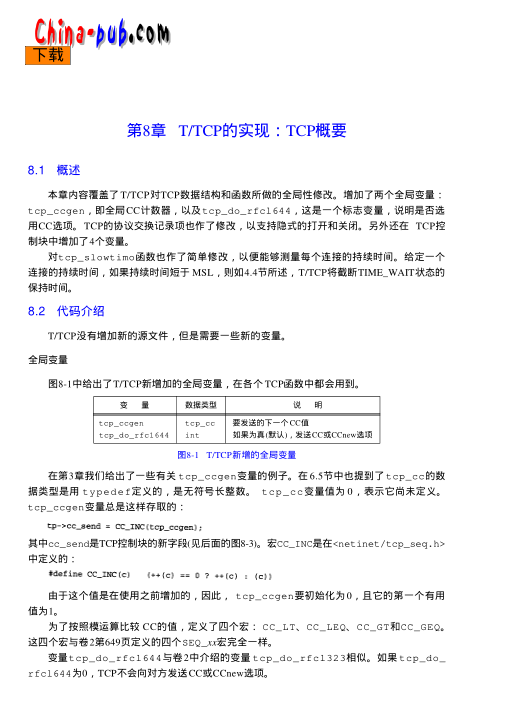 China-pub.com
下载
第8章 T/TCP的实现：TCP概要
8.1 概述
本章内容覆盖了T/TCP对TCP数据结构和函数所做的全局性修改。增加了两个全局变量：
tcp_ccgen，即全局CC计数器，以及tcp_do_rfc1644，这是一个标志变量，说明是否选
用CC选项。TCP的协议交换记录项也作了修改，以支持隐式的打开和关闭。另外还在 TCP控
制块中增加了4个变量。
对tcp_slowtimo函数也作了简单修改，以便能够测量每个连接的持续时间。给定一个
连接的持续时间，如果持续时间短于 MSL，则如4.4节所述，T/TCP将截断TIME_WAIT状态的
保持时间。
8.2 代码介绍
T/TCP没有增加新的源文件，但是需要一些新的变量。
全局变量
图8-1中给出了T/TCP新增加的全局变量，在各个TCP函数中都会用到。
变 量 数据类型 说 明
tcp_ccgen tcp_cc 要发送的下一个CC值
tcp_do_rfc1644 int 如果为真(默认)，发送CC或CCnew选项
图8-1 T/TCP新增的全局变量
在第3章我们给出了一些有关tcp_ccgen变量的例子。在6.5节中也提到了tcp_cc的数
据类型是用typedef定义的，是无符号长整数。 tcp_cc变量值为0，表示它尚未定义。
tcp_ccgen变量总是这样存取的：
tp->cc_send = CC_INC(tcp_ccgen);
其中cc_send是TCP控制块的新字段(见后面的图8-3)。宏CC_INC是在<netinet/tcp_seq.h>
中定义的：
#define CC_INC(c) (++(c) == 0 ? ++(c) : (c))
由于这个值是在使用之前增加的，因此， tcp_ccgen要初始化为0，且它的第一个有用
值为1。
为了按照模运算比较 CC的值，定义了四个宏： CC_LT、CC_LEQ、CC_GT和CC_GEQ。
这四个宏与卷2第649页定义的四个SEQ_xx宏完全一样。
变量tcp_do_rfc1644与卷2中介绍的变量tcp_do_rfc1323相似。如果tcp_do_
rfc1644为0，TCP不会向对方发送CC或CCnew选项。